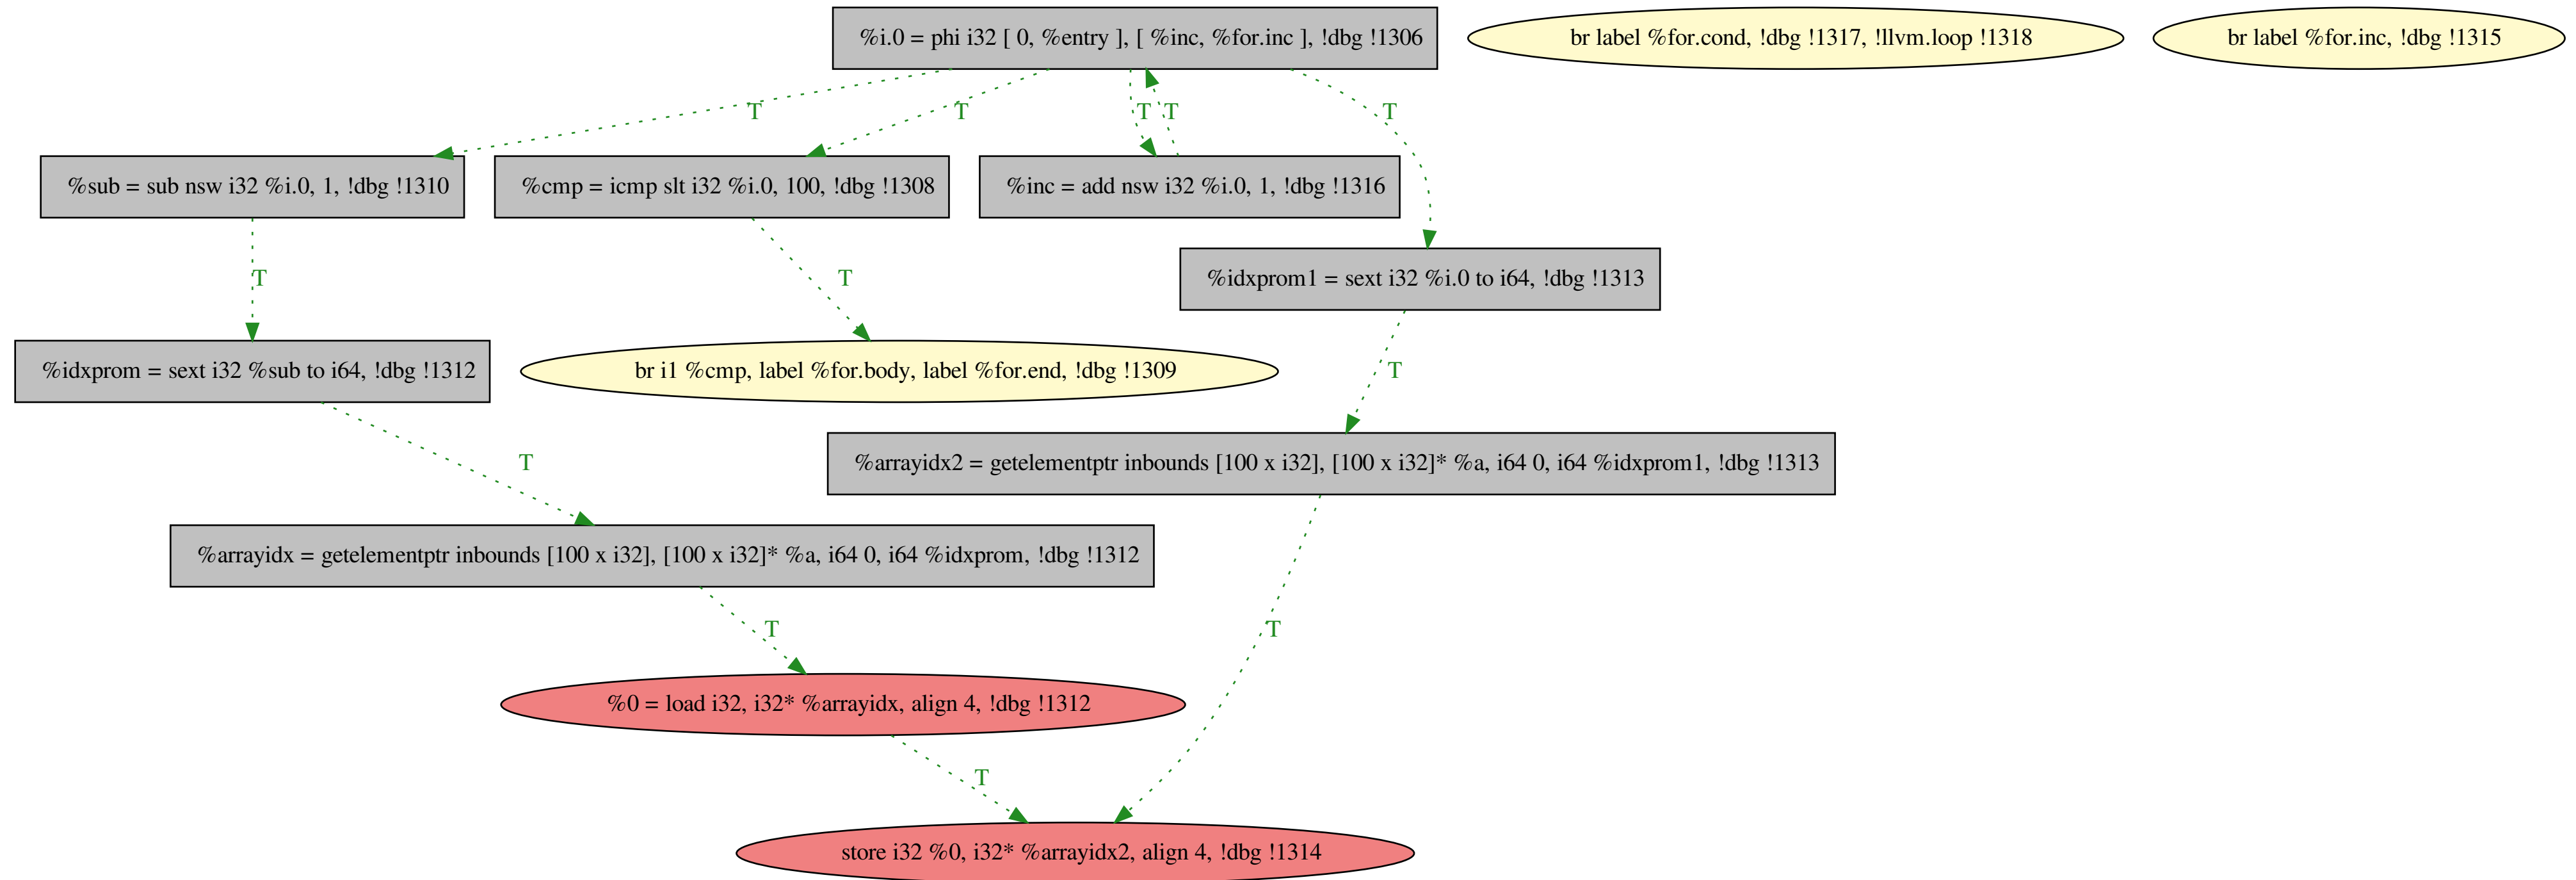 %i.0 = phi i32 [ 0, %entry ], [ %inc, %for.inc ], !dbg !1306
br label %for.cond, !dbg !1317, !llvm.loop !1318
br label %for.inc, !dbg !1315
T
T
T
T
T
%sub = sub nsw i32 %i.0, 1, !dbg !1310
%cmp = icmp slt i32 %i.0, 100, !dbg !1308
%inc = add nsw i32 %i.0, 1, !dbg !1316
T
T
%idxprom1 = sext i32 %i.0 to i64, !dbg !1313
%idxprom = sext i32 %sub to i64, !dbg !1312
br i1 %cmp, label %for.body, label %for.end, !dbg !1309
T
T
%arrayidx2 = getelementptr inbounds [100 x i32], [100 x i32]* %a, i64 0, i64 %idxprom1, !dbg !1313
%arrayidx = getelementptr inbounds [100 x i32], [100 x i32]* %a, i64 0, i64 %idxprom, !dbg !1312
T
T
%0 = load i32, i32* %arrayidx, align 4, !dbg !1312
T
store i32 %0, i32* %arrayidx2, align 4, !dbg !1314